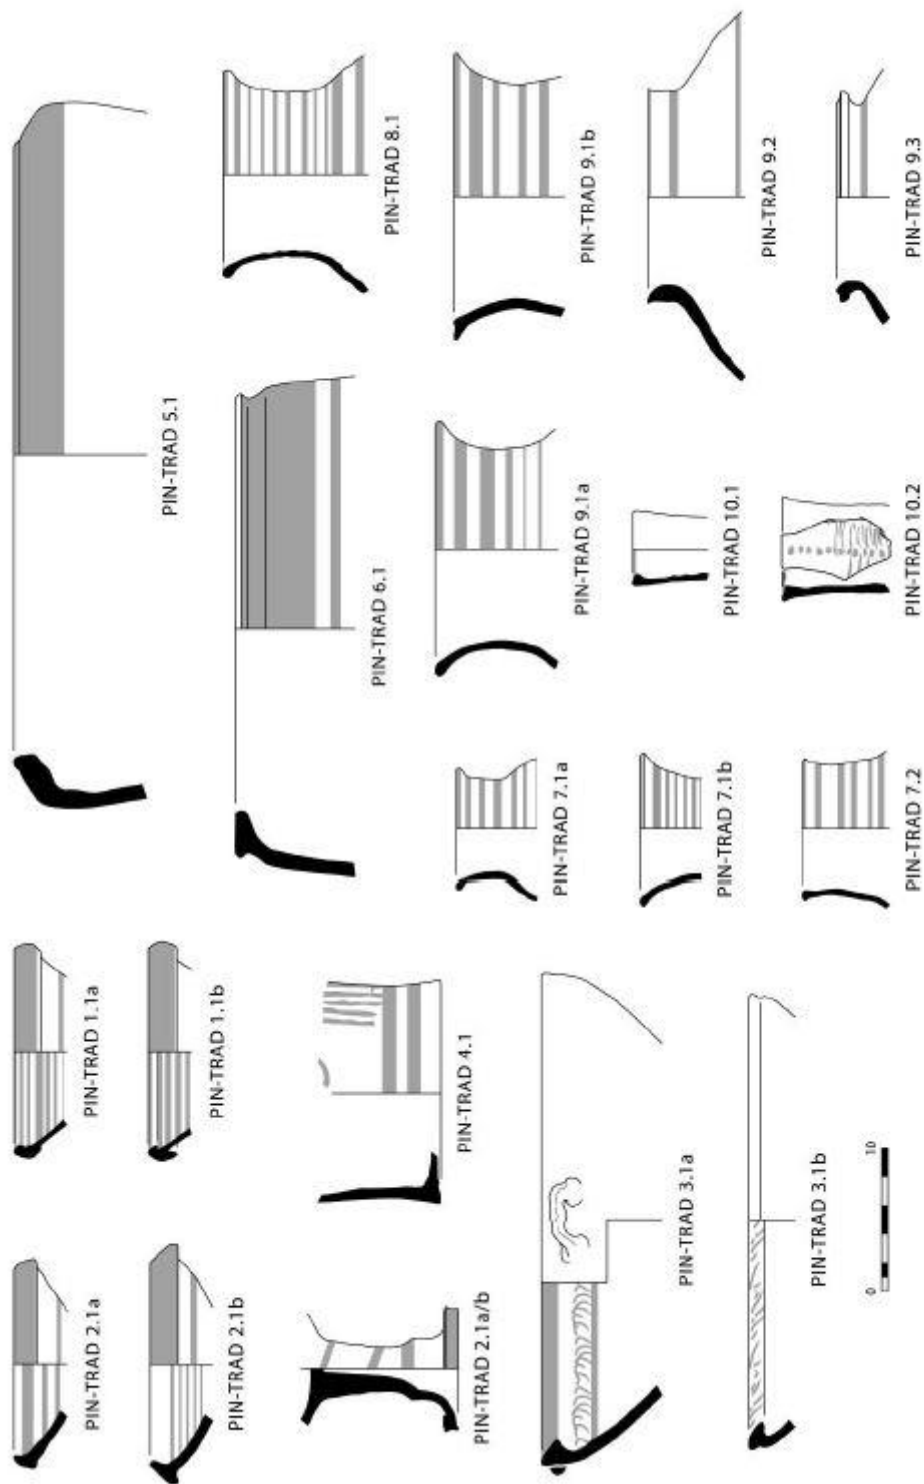 PIN-TRAD 2.1a
PIN-TRAD 1.1a
PIN-TRAD 5.1
PIN-TRAD 2.1b
PIN-TRAD 1.1b
PIN-TRAD 6.1
PIN-TRAD 8.1
PIN-TRAD 2.1a/b
PIN-TRAD 4.1
PIN-TRAD 7.1a
PIN-TRAD 9.1a
PIN-TRAD 9.1b
PIN-TRAD 3.1a
PIN-TRAD 7.1b
PIN-TRAD 10.1
PIN-TRAD 9.2
PIN-TRAD 3.1b
PIN-TRAD 7.2
PIN-TRAD 10.2
PIN-TRAD 9.3
0 10